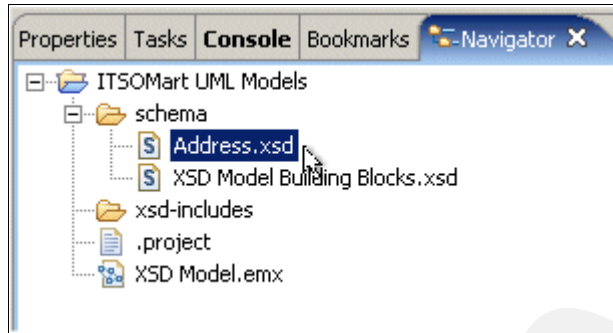 Properties Tasks Console Bookmarks Navigator
ITSOMart UML Models
schema
S Address.xsd
S XSD Model Building Blocks.xsd
xsd-includes
.project
XSD Model.emx